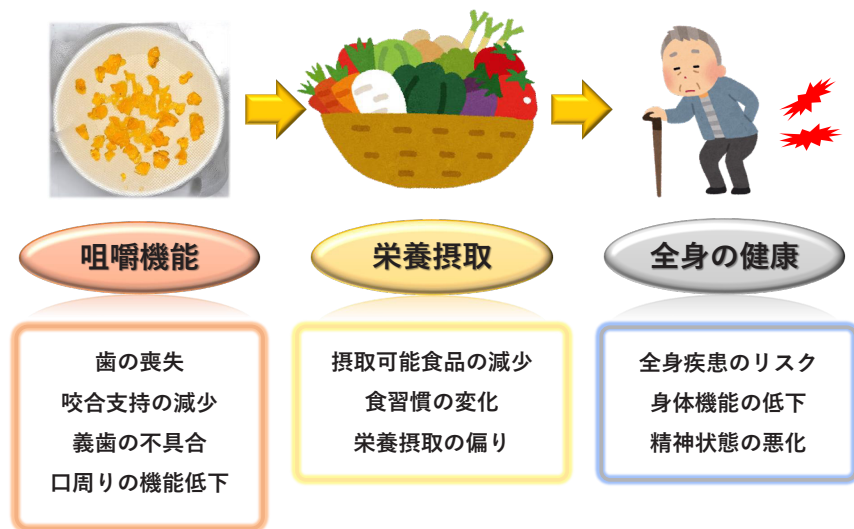 咀嚼機能
栄養摂取
全身の健康
歯の喪失
咬合支持の減少
義歯の不具合
口周りの機能低下
摂取可能食品の減少
食習慣の変化
栄養摂取の偏り
全身疾患のリスク
身体機能の低下
精神状態の悪化